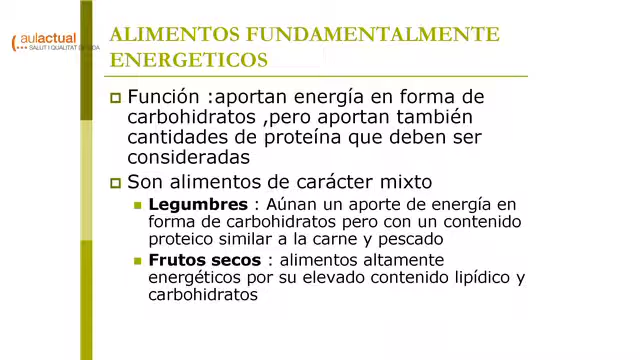 aulactual
SALUT I QUALITAT DE VIDA
ALIMENTOS FUNDAMENTALMENTE
ENERGETICOS
Función :aportan energía en forma de
carbohidratos ,pero aportan también
cantidades de proteína que deben ser
consideradas
Son alimentos de carácter mixto
Legumbres : Aúnan un aporte de energía en
forma de carbohidratos pero con un contenido
proteico similar a la carne y pescado
Frutos secos : alimentos altamente
energéticos por su elevado contenido lipídico y
carbohidratos